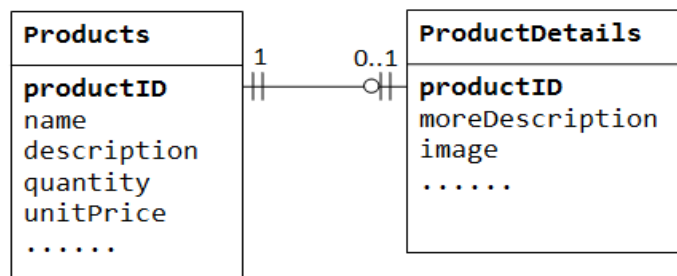 Products
productID
name
description
quantity
unitPrice
......
1
0..1
ProductDetails
productID
moreDescription
image
......